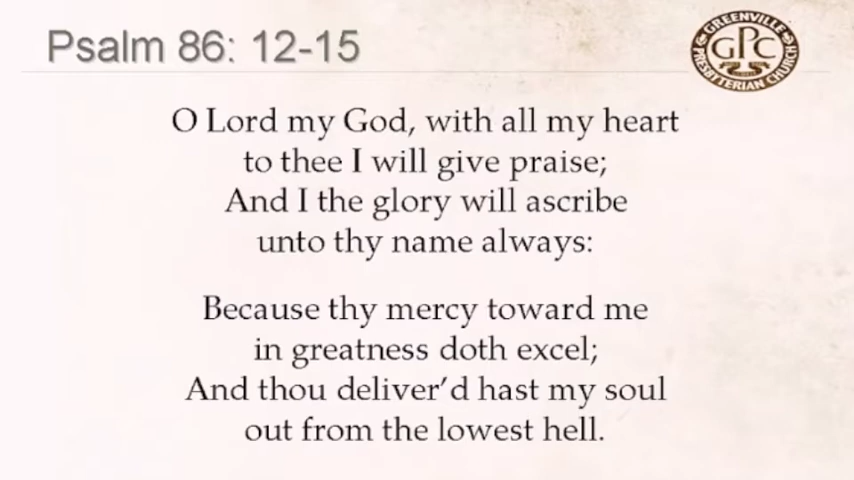 Psalm 86: 12-15
GREENVILLE
GPC
PRESBYTERIAN CHURCH
O Lord my God, with all my heart
to thee I will give praise;
And I the glory will ascribe
unto thy name always:
Because thy mercy toward me
in greatness doth excel;
And thou deliver’d hast my soul
out from the lowest hell.